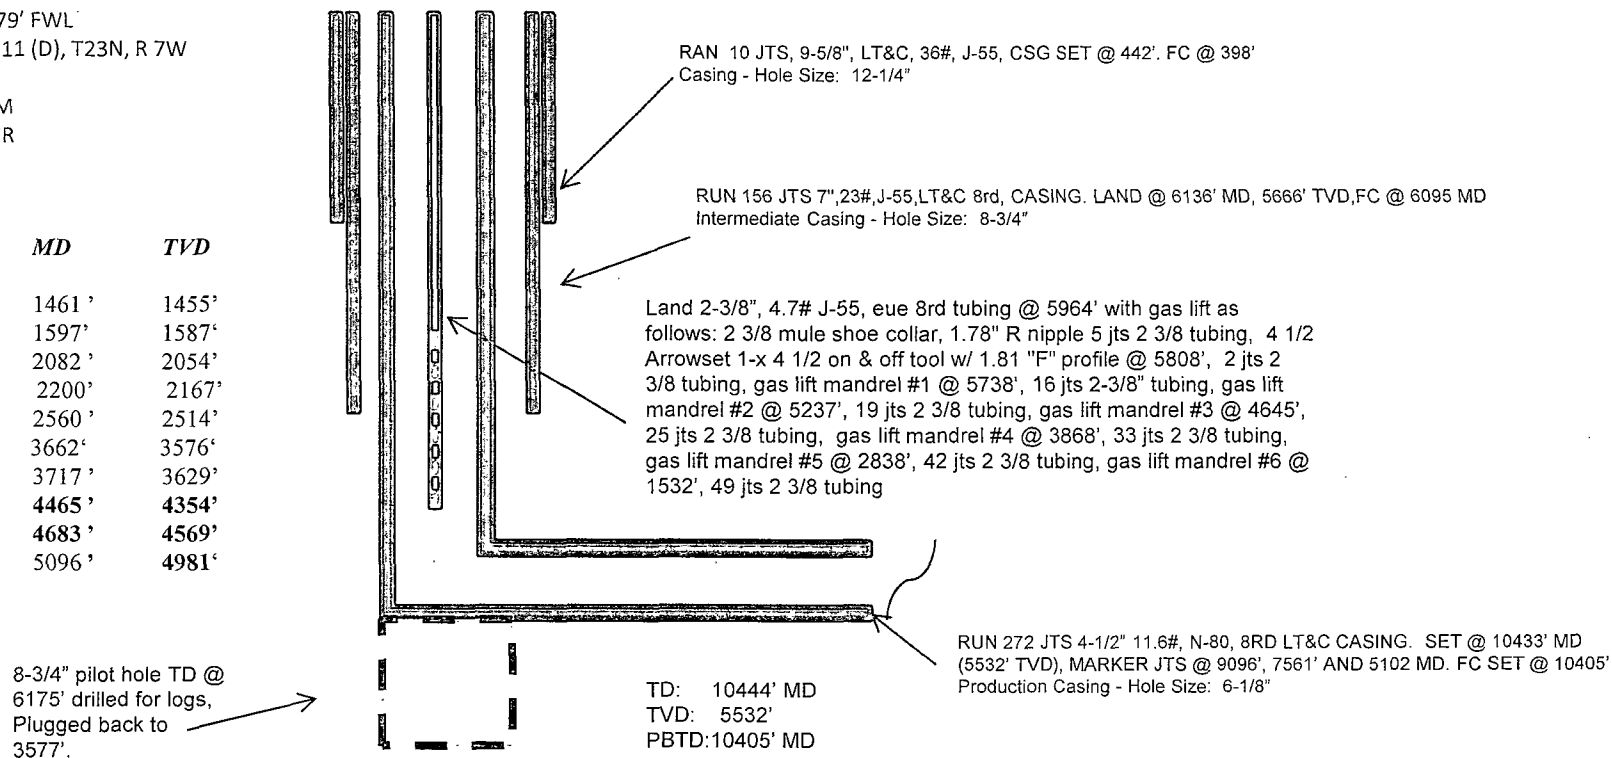 79' FWL
11 (D), T23N, R 7W
M
R
RAN 10 JTS, 9-5/8", LT&C, 36#, J-55, CSG SET @ 442'. FC @ 398'
Casing - Hole Size: 12-1/4"
RUN 156 JTS 7",23#,J-55,LT&C 8rd, CASING. LAND @ 6136' MD, 5666' TVD,FC @ 6095 MD
Intermediate Casing - Hole Size: 8-3/4"
MD TVD
1461 ' 1455'
1597' 1587'
2082 ' 2054'
2200' 2167'
2560 ' 2514'
3662' 3576'
3717 ' 3629'
4465 ' 4354'
4683 ' 4569'
5096 ' 4981'
Land 2-3/8", 4.7# J-55, eue 8rd tubing @ 5964' with gas lift as
follows: 2 3/8 mule shoe collar, 1.78" R nipple 5 jts 2 3/8 tubing, 4 1/2
Arrowset 1-x 4 1/2 on & off tool w/ 1.81 "F" profile @ 5808', 2 jts 2
3/8 tubing, gas lift mandrel #1 @ 5738', 16 jts 2-3/8" tubing, gas lift
mandrel #2 @ 5237', 19 jts 2 3/8 tubing, gas lift mandrel #3 @ 4645',
25 jts 2 3/8 tubing, gas lift mandrel #4 @ 3868', 33 jts 2 3/8 tubing,
gas lift mandrel #5 @ 2838', 42 jts 2 3/8 tubing, gas lift mandrel #6 @
1532', 49 jts 2 3/8 tubing
RUN 272 JTS 4-1/2" 11.6#, N-80, 8RD LT&C CASING. SET @ 10433' MD
(5532' TVD), MARKER JTS @ 9096', 7561' AND 5102 MD. FC SET @ 10405'
Production Casing - Hole Size: 6-1/8"
8-3/4" pilot hole TD @
6175' drilled for logs,
Plugged back to
3577'.
TD: 10444' MD
TVD: 5532'
PBTD:10405' MD